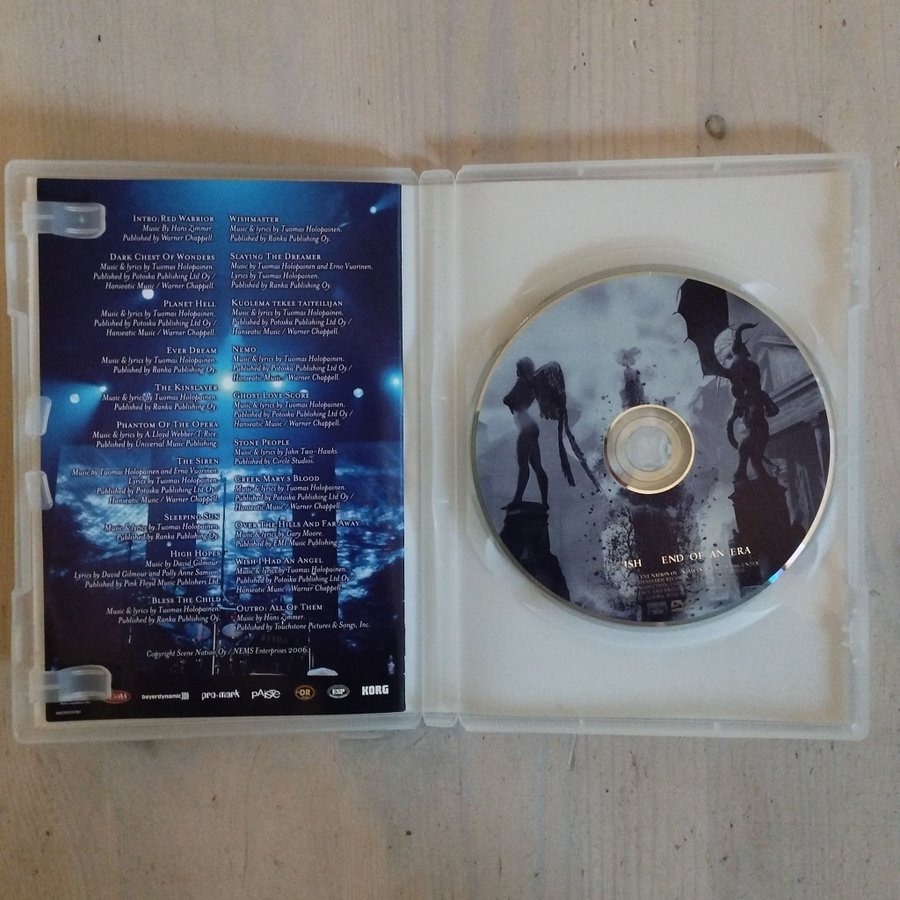 INTRO: RED WARRIOR
Music By Hans Zimmer.
Published by Warner Chappell.
DARK CHEST OF WONDERS
Music & lyrics by Tuomas Holopainen.
Published by Potoska Publishing Ltd Oy /
Hanseatic Music / Warner Chappell.
PLANET HELL
Music & lyrics by Tuomas Holopainen.
Published by Potoska Publishing Ltd Oy /
Hanseatic Music / Warner Chappell.
EVER DREAM
Music & lyrics by Tuomas Holopainen.
Published by Ranka Publishing Oy.
THE KINSLAYER
Music & lyrics by Tuomas Holopainen.
Published by Ranka Publishing Oy.
PHANTOM OF THE OPERA
Music & lyrics by A.Lloyd Webber/T.Rice.
Published by Universal Music Publishing.
THE SIREN
Music by Tuomas Holopainen and Erno Vuorinen.
Lyrics by Tuomas Holopainen.
Published by Potoska Publishing Ltd Oy/
Hanseatic Music / Warner Chappell.
SLEEPING SUN
Music & lyrics by Tuomas Holopainen.
Published by Ranka Publishing Oy.
HIGH HOPES
Music by David Gilmour.
Lyrics by David Gilmour and Polly Anne Samson.
Published by Pink Floyd Music Publishers Ltd.
BLESS THE CHILD
Music & lyrics by Tuomas Holopainen.
Published by Ranka Publishing Oy.
WISHMASTER
Music & lyrics by Tuomas Holopainen.
Published by Ranka Publishing Oy.
SLAYING THE DREAMER
Music by Tuomas Holopainen and Erno Vuorinen.
Lyrics by Tuomas Holopainen.
Published by Ranka Publishing Oy.
KUOLEMA TEKEE TAITEILIJAN
Music & lyrics by Tuomas Holopainen.
Published by Potoska Publishing Ltd Oy /
Hanseatic Music / Warner Chappell.
NEMO
Music & lyrics by Tuomas Holopainen.
Published by Potoska Publishing Ltd Oy /
Hanseatic Music / Warner Chappell.
GHOST LOVE SCORE
Music & lyrics by Tuomas Holopainen.
Published by Potoska Publishing Ltd Oy /
Hanseatic Music / Warner Chappell.
STONE PEOPLE
Music & lyrics by John Two-Hawks.
Published by Circle Studios.
CREEK MARY'S BLOOD
Music & lyrics by Tuomas Holopainen.
Published by Potoska Publishing Ltd Oy /
Hanseatic Music / Warner Chappell.
OVER THE HILLS AND FAR AWAY
Music & lyrics by Gary Moore.
Published by EMI Music Publishing.
WISH I HAD AN ANGEL
Music & lyrics by Tuomas Holopainen.
Published by Potoska Publishing Ltd Oy /
Hanseatic Music / Warner Chappell.
OUTRO: ALL OF THEM
Music by Hans Zimmer.
Published by Touchstone Pictures & Songs, Inc.
Copyright Scene Nation Oy / NEMS Enterprises 2006.
beyerdynamic
pro-mark
PAiSTe
DR
ESP
KORG
ISH END OF AN ERA